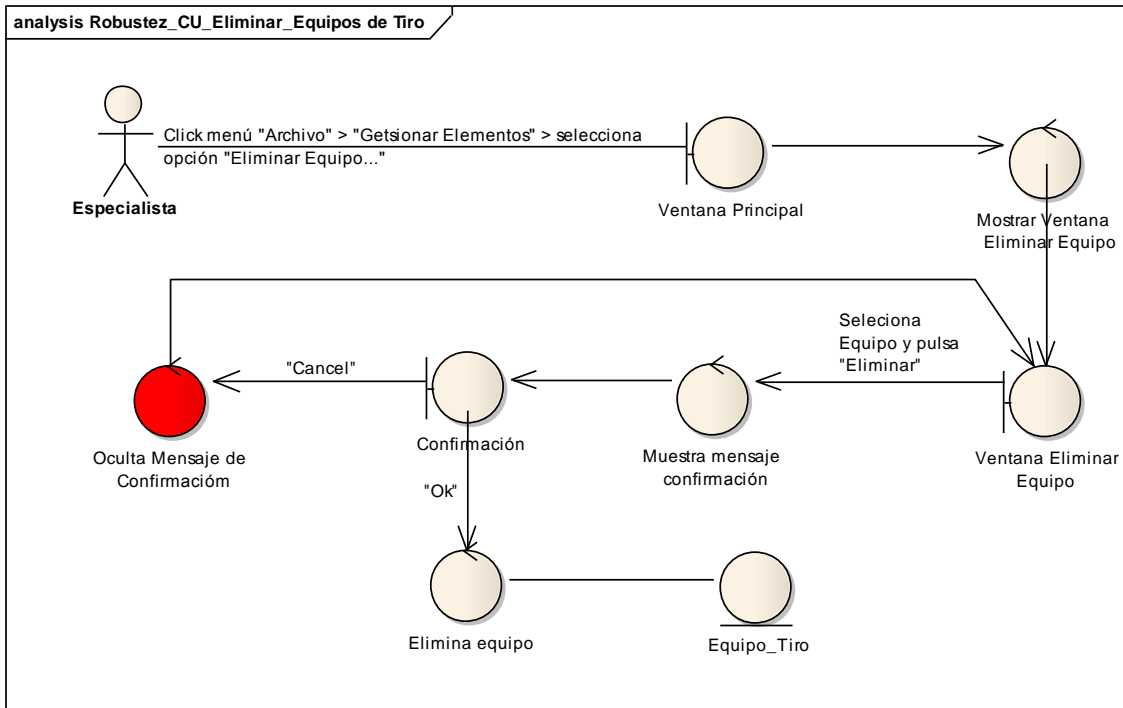 analysis Robustez_CU_Eliminar_Equipos de Tiro
Click menú "Archivo" > "Getsionar Elementos" > selecciona
opción "Eliminar Equipo..."
Especialista
Ventana Principal
Mostrar Ventana
Eliminar Equipo
Seleciona
Equipo y pulsa
"Eliminar"
"Cancel"
Oculta Mensaje de
Confirmacióm
Confirmación
Muestra mensaje
confirmación
Ventana Eliminar
Equipo
"Ok"
Elimina equipo
Equipo_Tiro